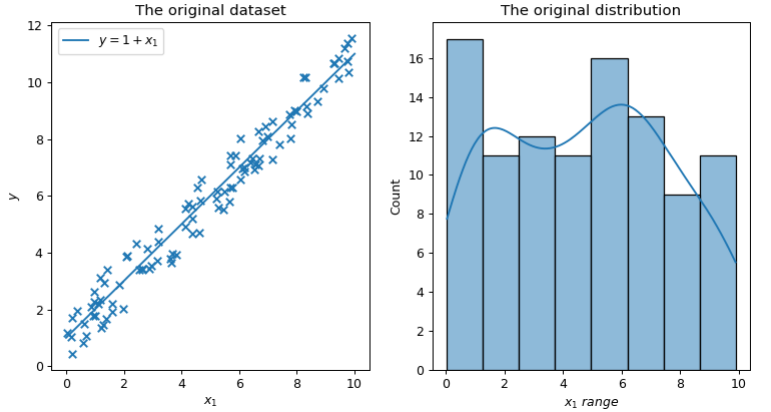 The original dataset
y = 1 + x₁
12
10
8
6
4
2
0
y
0 2 4 6 8 10
x₁
The original distribution
16
14
12
10
8
6
4
2
0
Count
0 2 4 6 8 10
x₁ range